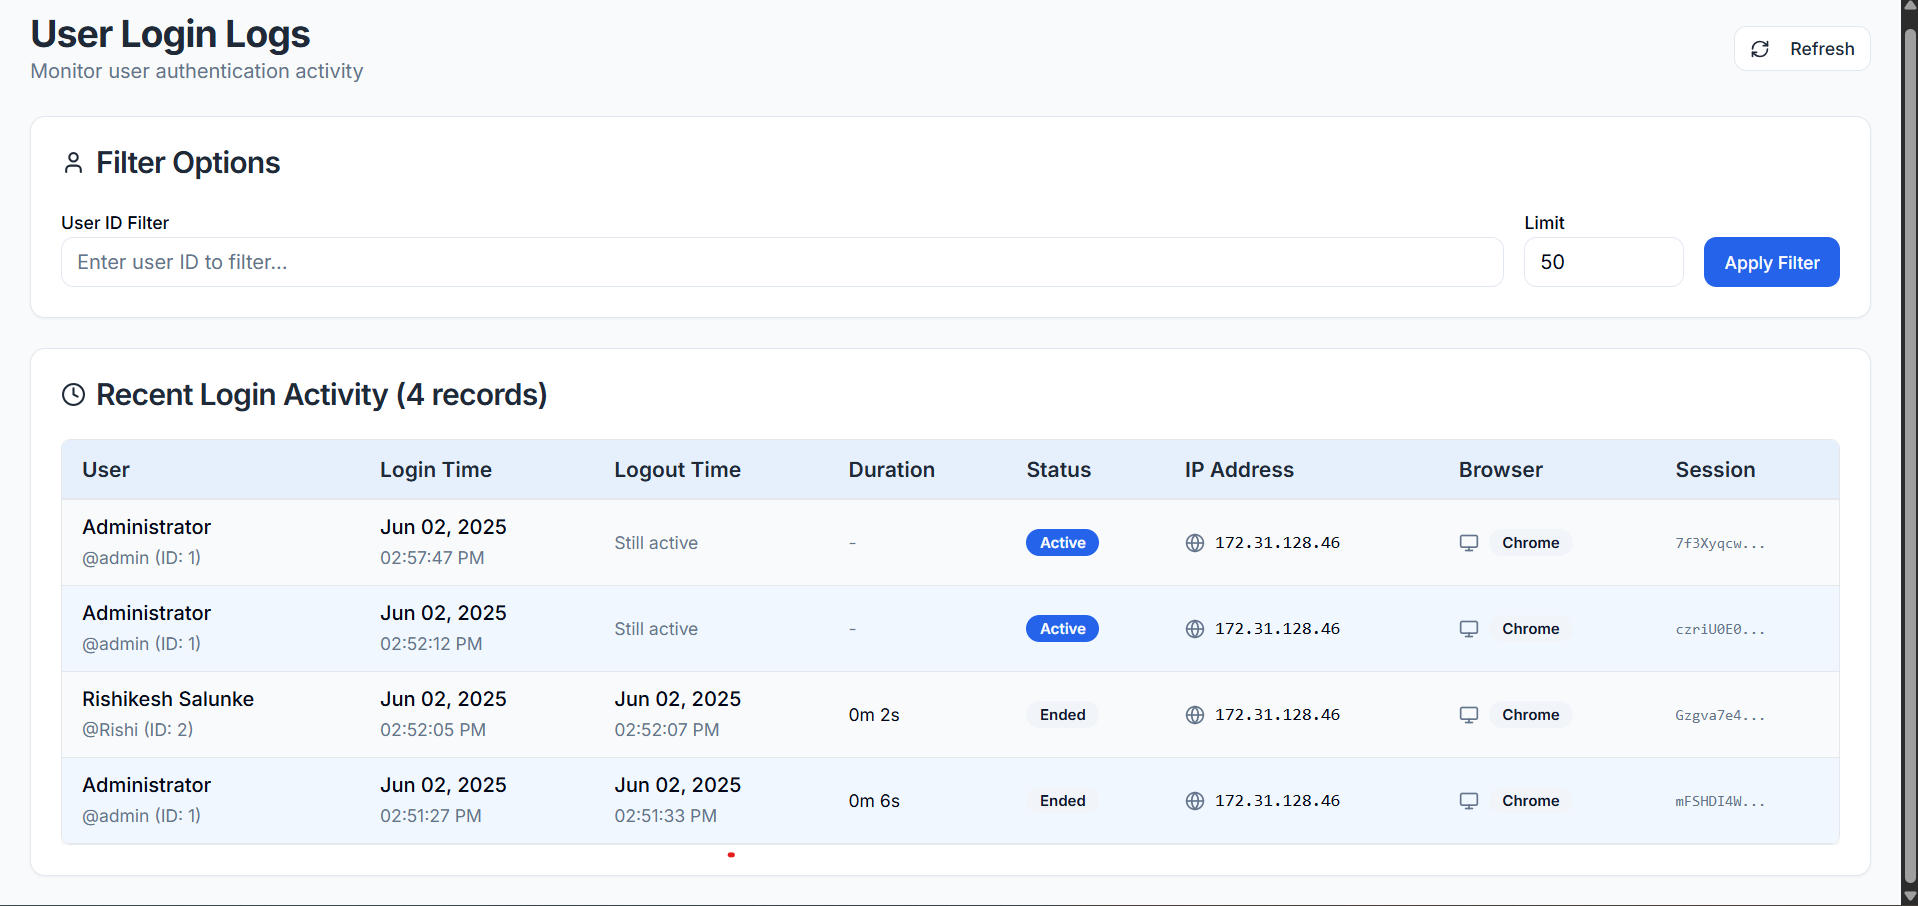 User Login Logs
Monitor user authentication activity
Refresh
Filter Options
User ID Filter
Limit
Enter user ID to filter...
50
Apply Filter
Recent Login Activity (4 records)
User Login Time Logout Time Duration Status IP Address Browser Session
Administrator Jun 02, 2025
@admin (ID: 1) 02:57:47 PM
Still active - Active 172.31.128.46 Chrome 7f3Xyqcw...
Administrator Jun 02, 2025
@admin (ID: 1) 02:52:12 PM
Still active - Active 172.31.128.46 Chrome czriU0E0...
Rishikesh Salunke Jun 02, 2025 Jun 02, 2025
@Rishi (ID: 2) 02:52:05 PM 02:52:07 PM
0m 2s Ended 172.31.128.46 Chrome Gzgva7e4...
Administrator Jun 02, 2025 Jun 02, 2025
@admin (ID: 1) 02:51:27 PM 02:51:33 PM
0m 6s Ended 172.31.128.46 Chrome mFSHDI4W...